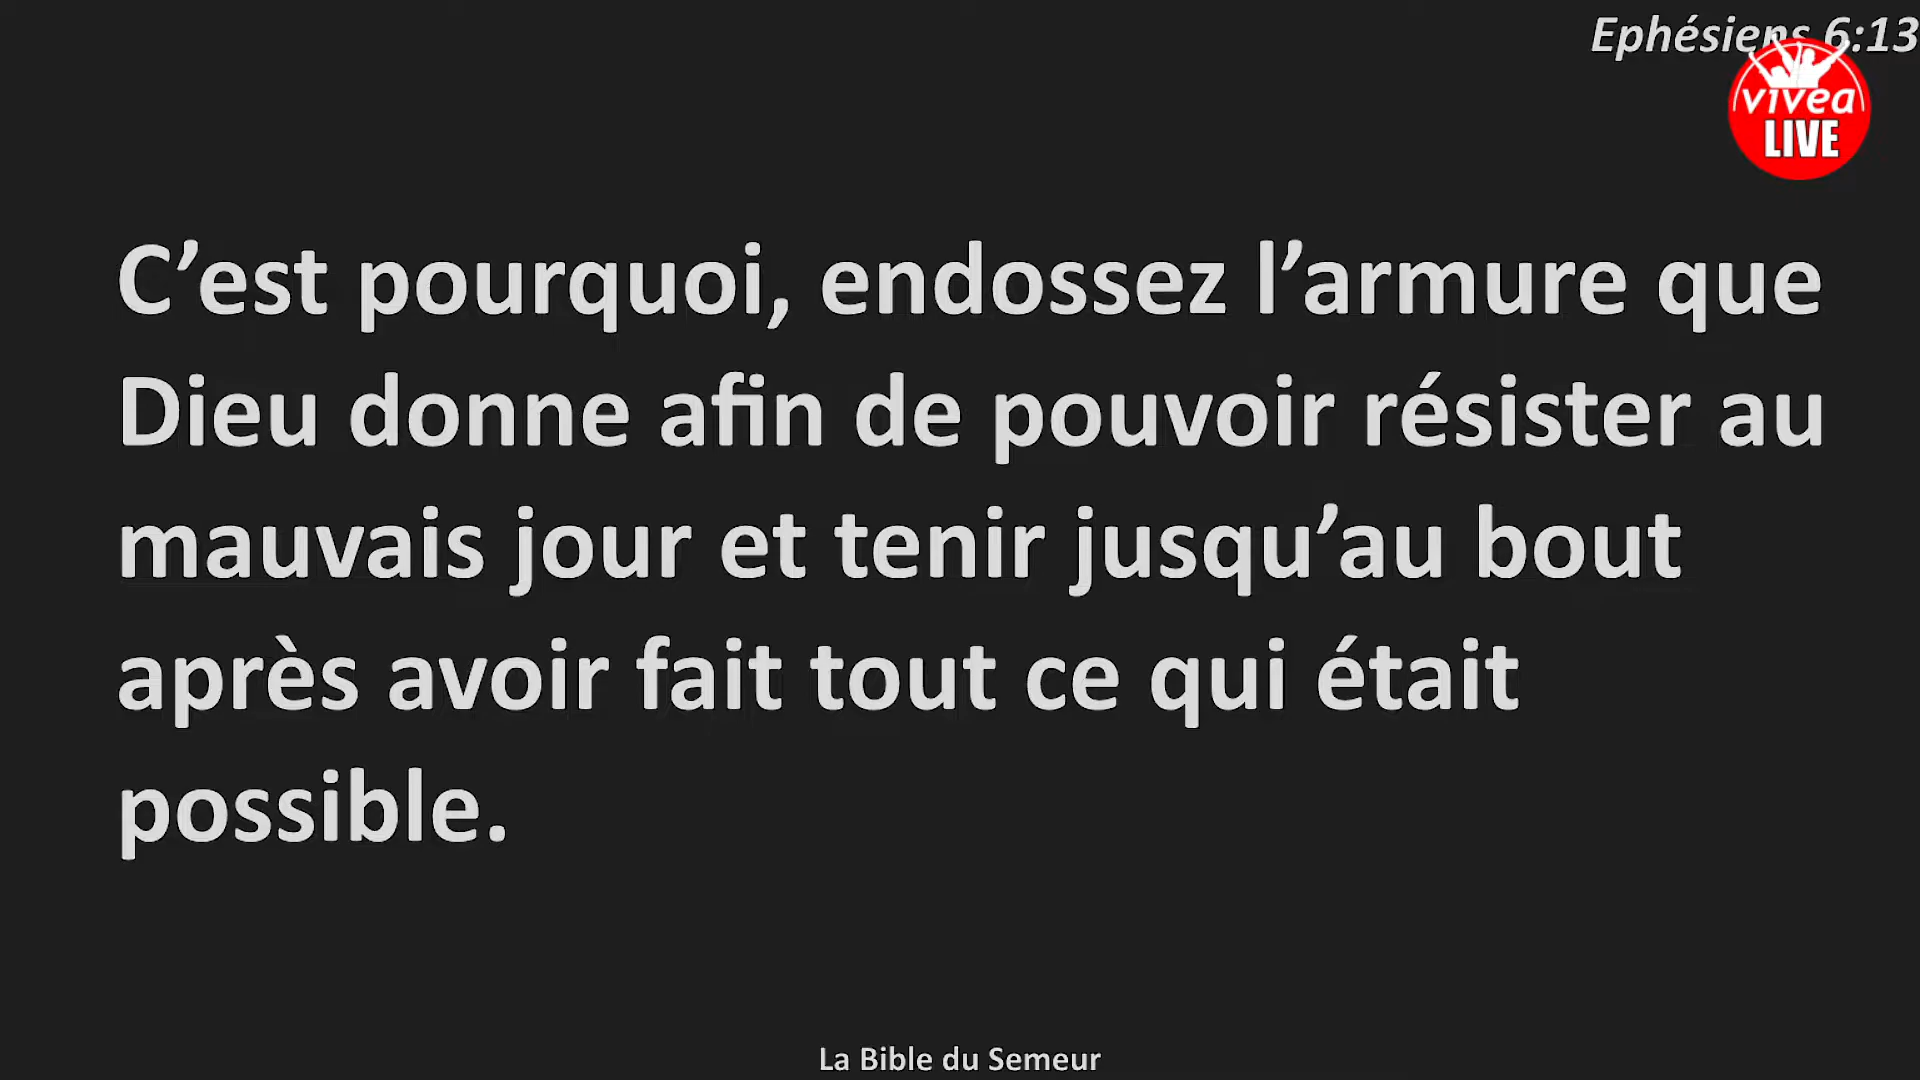 Ephésiens 6:13
vivea
LIVE
C’est pourquoi, endossez l’armure que
Dieu donne afin de pouvoir résister au
mauvais jour et tenir jusqu’au bout
après avoir fait tout ce qui était
possible.
La Bible du Semeur